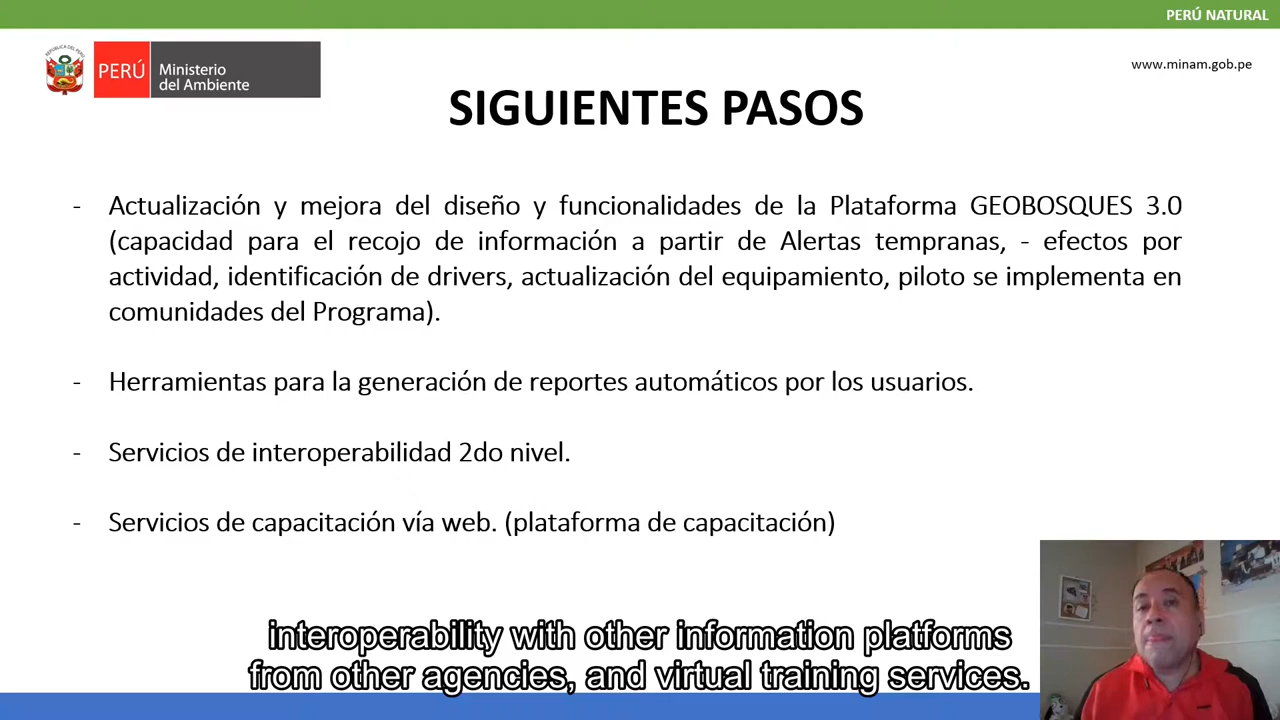 PERÚ NATURAL
PERÚ
Ministerio
del Ambiente
www.minam.gob.pe
SIGUIENTES PASOS
- Actualización y mejora del diseño y funcionalidades de la Plataforma GEOBOSQUES 3.0
(capacidad para el recojo de información a partir de Alertas tempranas, - efectos por
actividad, identificación de drivers, actualización del equipamiento, piloto se implementa en
comunidades del Programa).
- Herramientas para la generación de reportes automáticos por los usuarios.
- Servicios de interoperabilidad 2do nivel.
- Servicios de capacitación vía web. (plataforma de capacitación)
interoperability with other information platforms
from other agencies, and virtual training services.